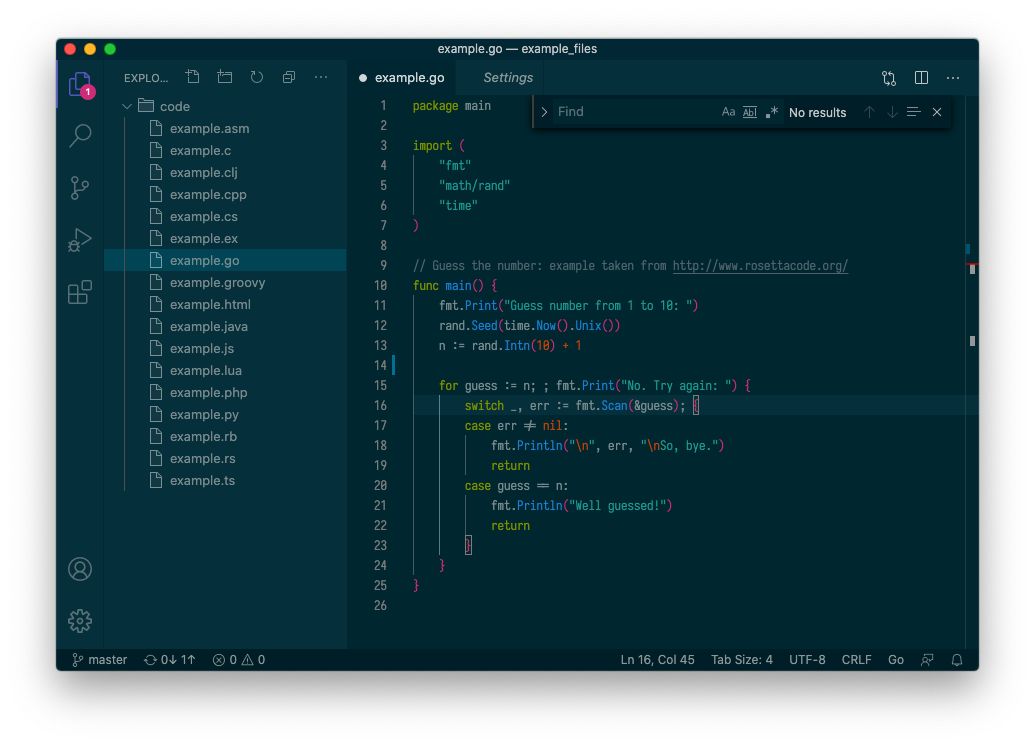 example.go — example_files
EXPLO...
example.go
Settings
1
code
example.asm
example.c
example.clj
example.cpp
example.cs
example.ex
example.go
example.groovy
example.html
example.java
example.js
example.lua
example.php
example.py
example.rb
example.rs
example.ts
Find
Aa Abl .* No results
1 package main
2
3 import (
4 "fmt"
5 "math/rand"
6 "time"
7 )
8
9 // Guess the number: example taken from http://www.rosettacode.org/
10 func main() {
11 fmt.Print("Guess number from 1 to 10: ")
12 rand.Seed(time.Now().Unix())
13 n := rand.Intn(10) + 1
14
15 for guess := n; ; fmt.Print("No. Try again: ") {
16 switch _, err := fmt.Scan(&guess); {
17 case err != nil:
18 fmt.Println("\n", err, "\nSo, bye.")
19 return
20 case guess == n:
21 fmt.Println("Well guessed!")
22 return
23 }
24 }
25 }
26
master 0↓ 1↑ 0 0 Ln 16, Col 45 Tab Size: 4 UTF-8 CRLF Go